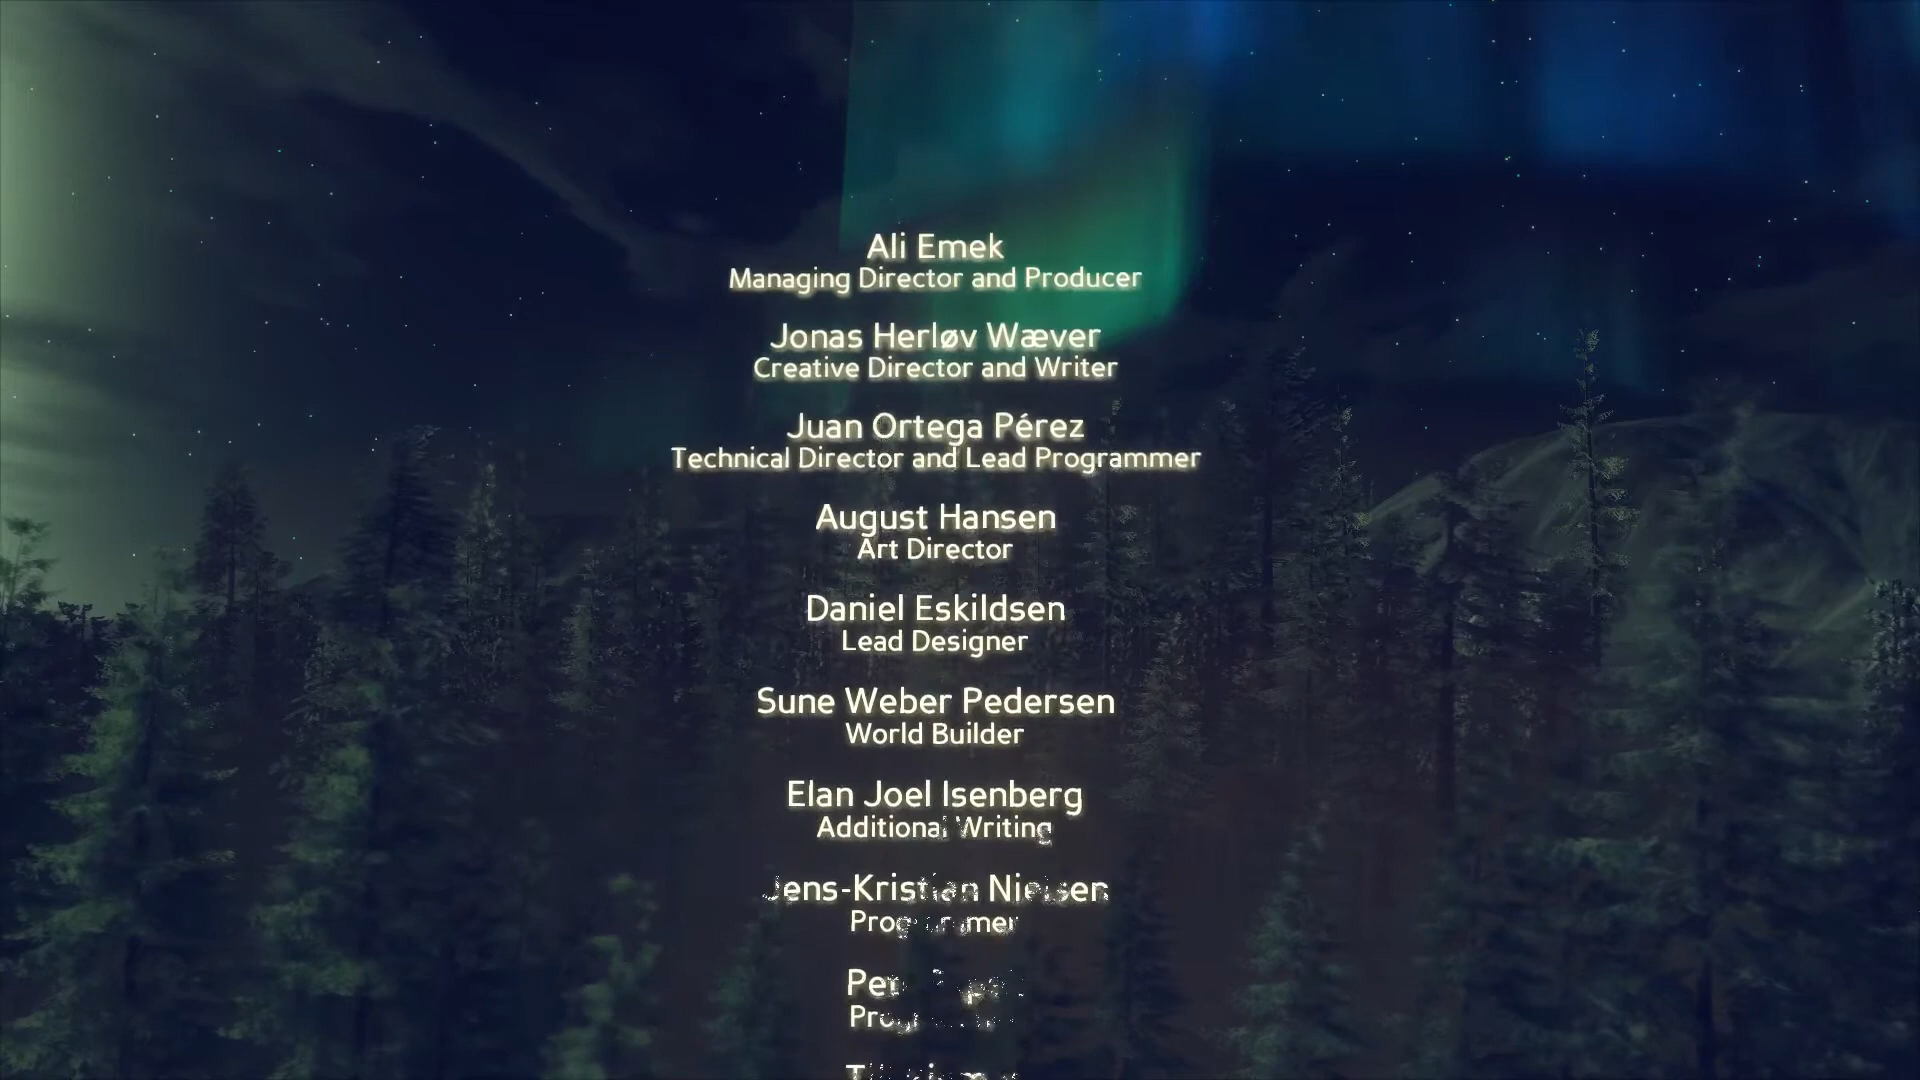 Ali Emek
Managing Director and Producer
Jonas Herløv Wæver
Creative Director and Writer
Juan Ortega Pérez
Technical Director and Lead Programmer
August Hansen
Art Director
Daniel Eskildsen
Lead Designer
Sune Weber Pedersen
World Builder
Elan Joel Isenberg
Additional Writing
Jens-Kristian Nielsen
Programmer